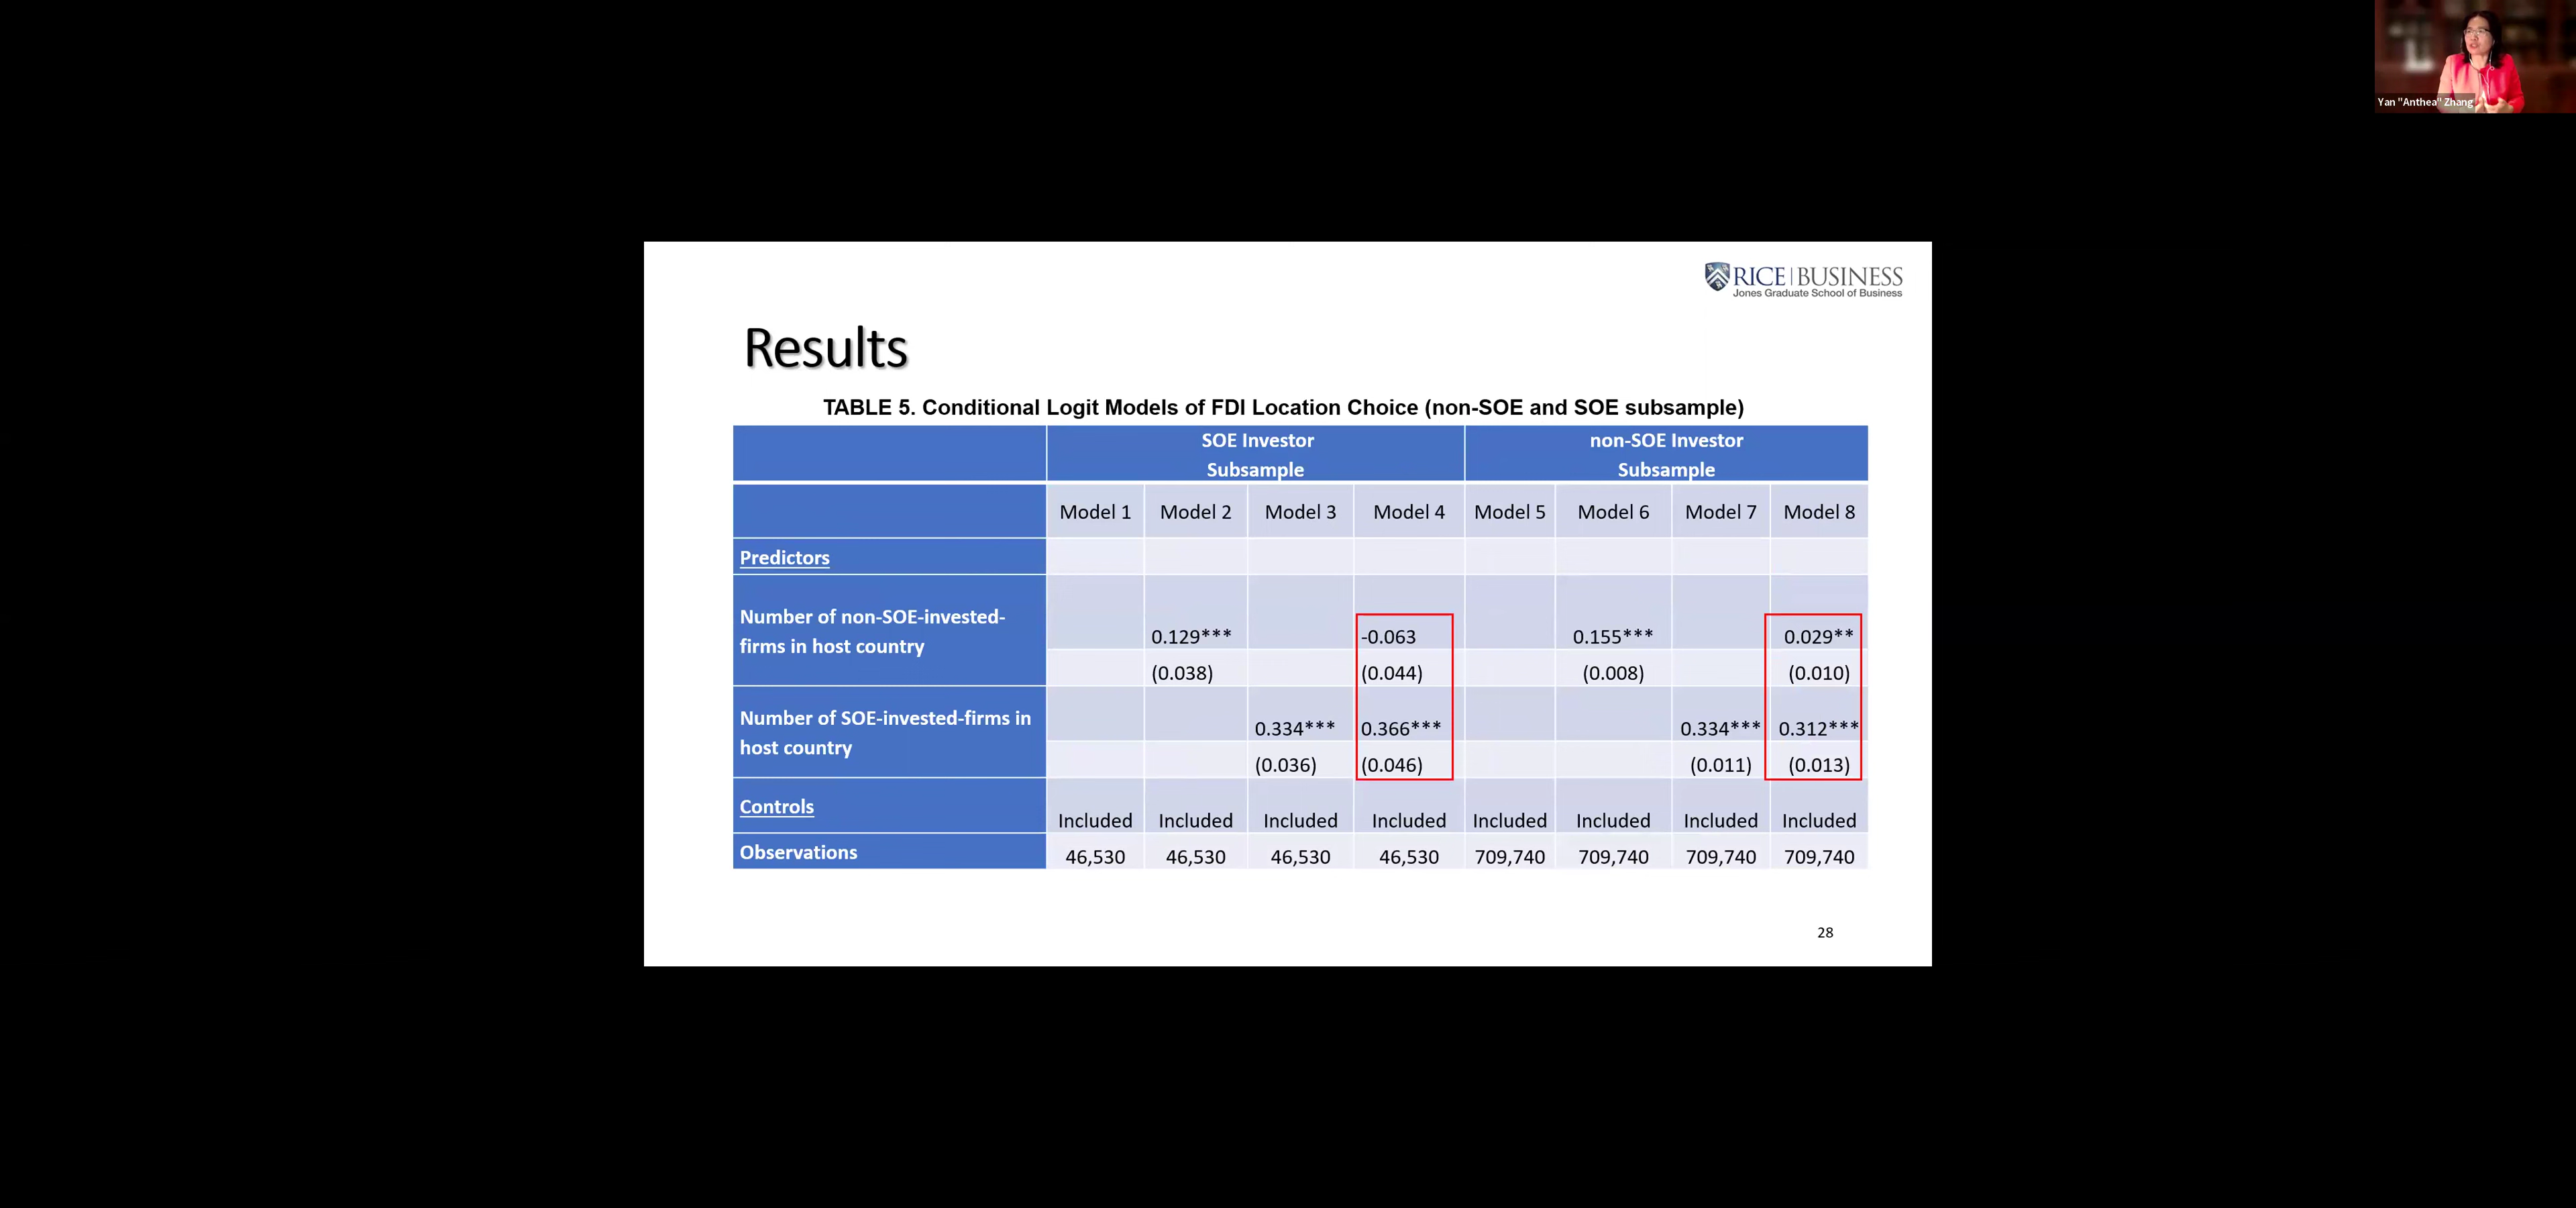 Yan "Anthea" Zhang
RICE | BUSINESS
Jones Graduate School of Business
Results
TABLE 5. Conditional Logit Models of FDI Location Choice (non-SOE and SOE subsample)
SOE Investor non-SOE Investor
Subsample Subsample
Model 1 Model 2 Model 3 Model 4 Model 5 Model 6 Model 7 Model 8
Predictors
Number of non-SOE-invested-
firms in host country
0.129*** -0.063 0.155*** 0.029**
(0.038) (0.044) (0.008) (0.010)
Number of SOE-invested-firms in
host country
0.334*** 0.366*** 0.334*** 0.312***
(0.036) (0.046) (0.011) (0.013)
Controls
Included Included Included Included Included Included Included Included
Observations 46,530 46,530 46,530 46,530 709,740 709,740 709,740 709,740
28